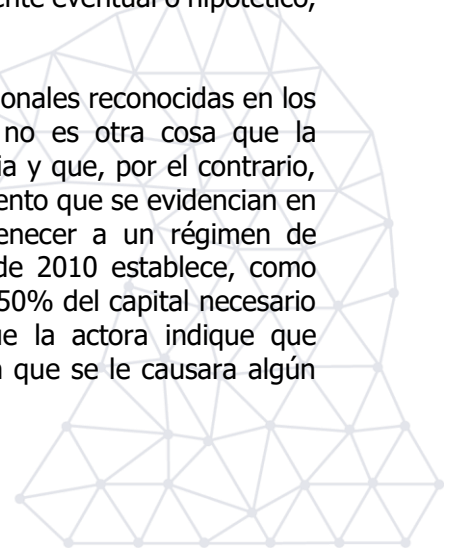 ente eventual o hipotético,
onales reconocidas en los
no es otra cosa que la
ia y que, por el contrario,
ento que se evidencian en
enecer a un régimen de
de 2010 establece, como
50% del capital necesario
ue la actora indique que
que se le causara algún